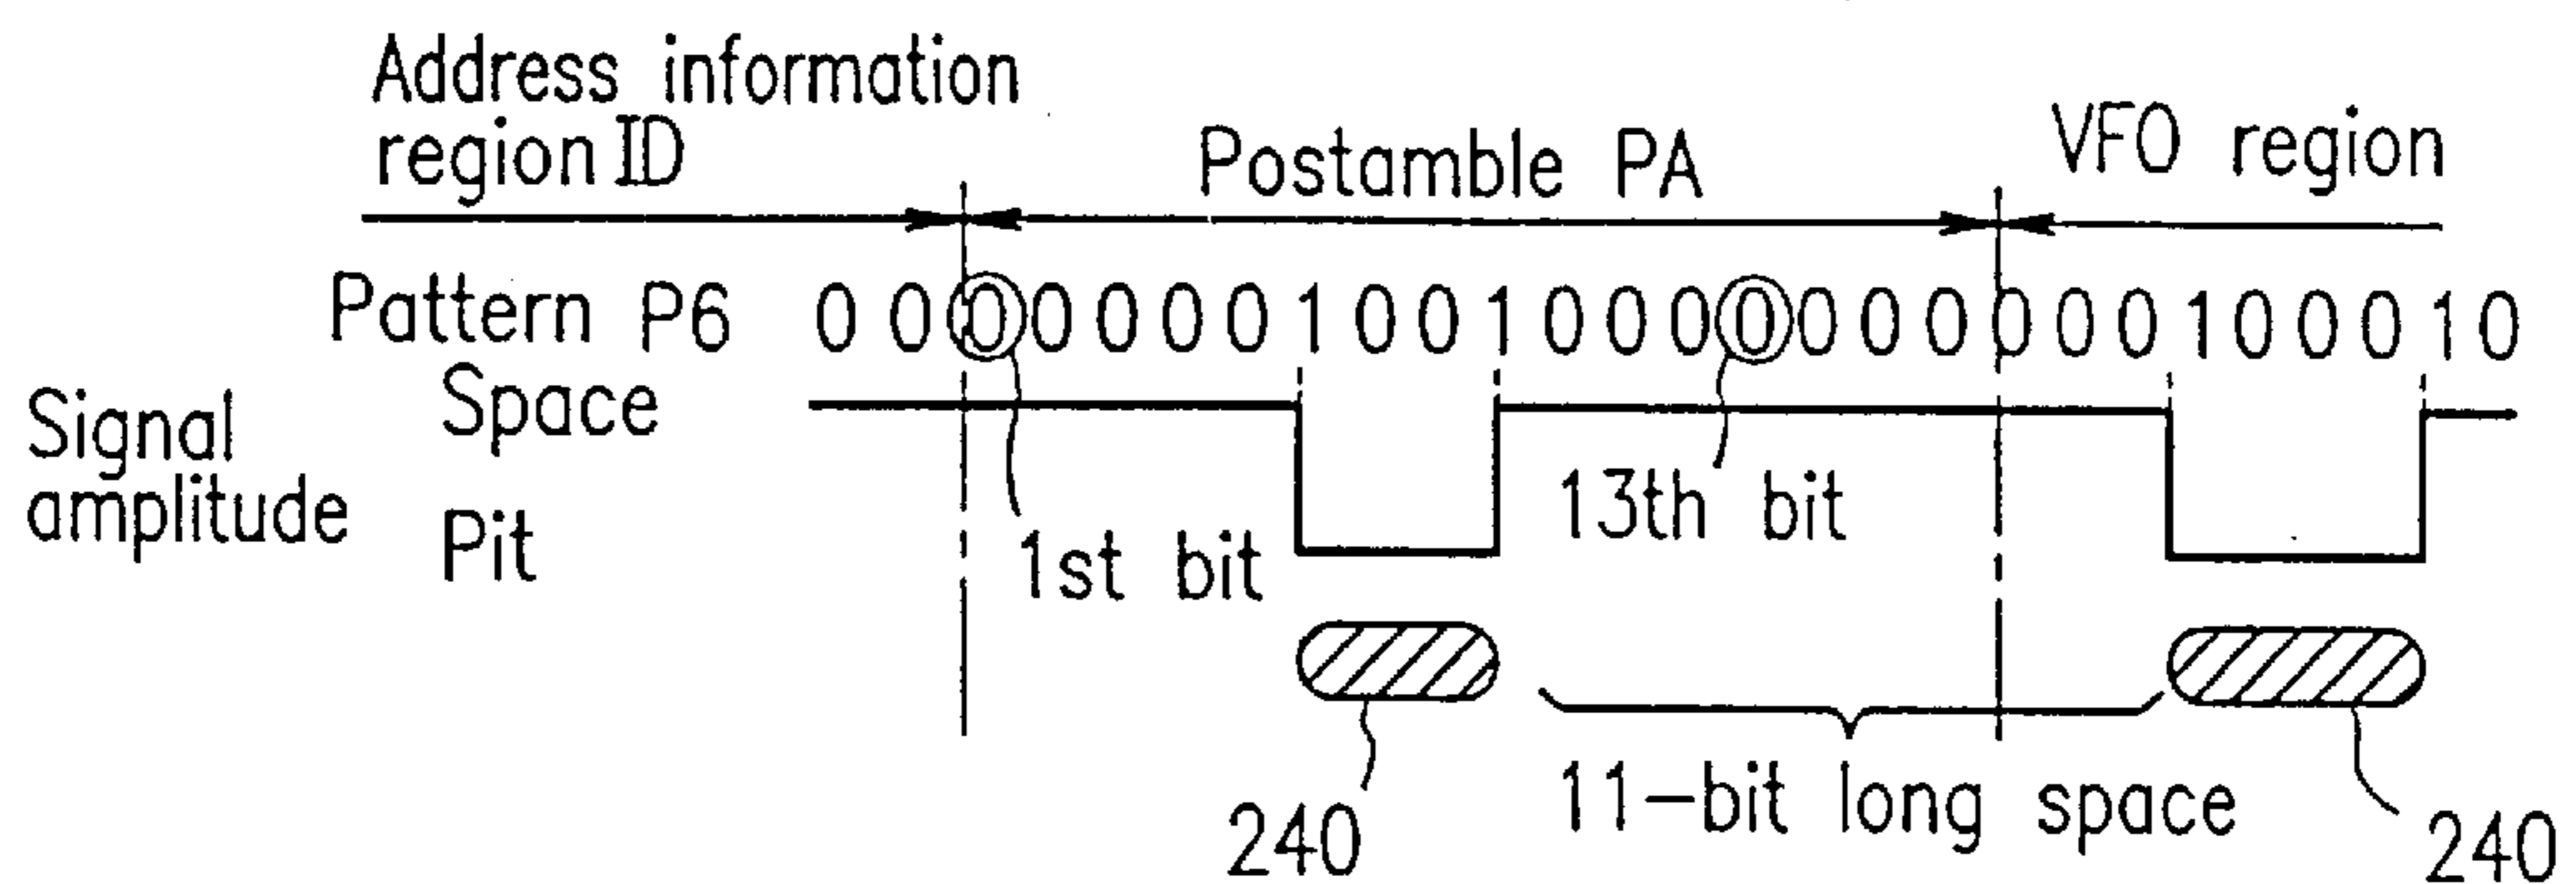 Address information
region ID
Postamble PA
VFO region
Pattern P6 0 0 0 0 0 0 0 1 0 0 1 0 0 0 0 0 0 0 0 0 0 1 0 0 0 1 0
Signal
amplitude
Space
Pit
1st bit
13th bit
11-bit long space
240
240